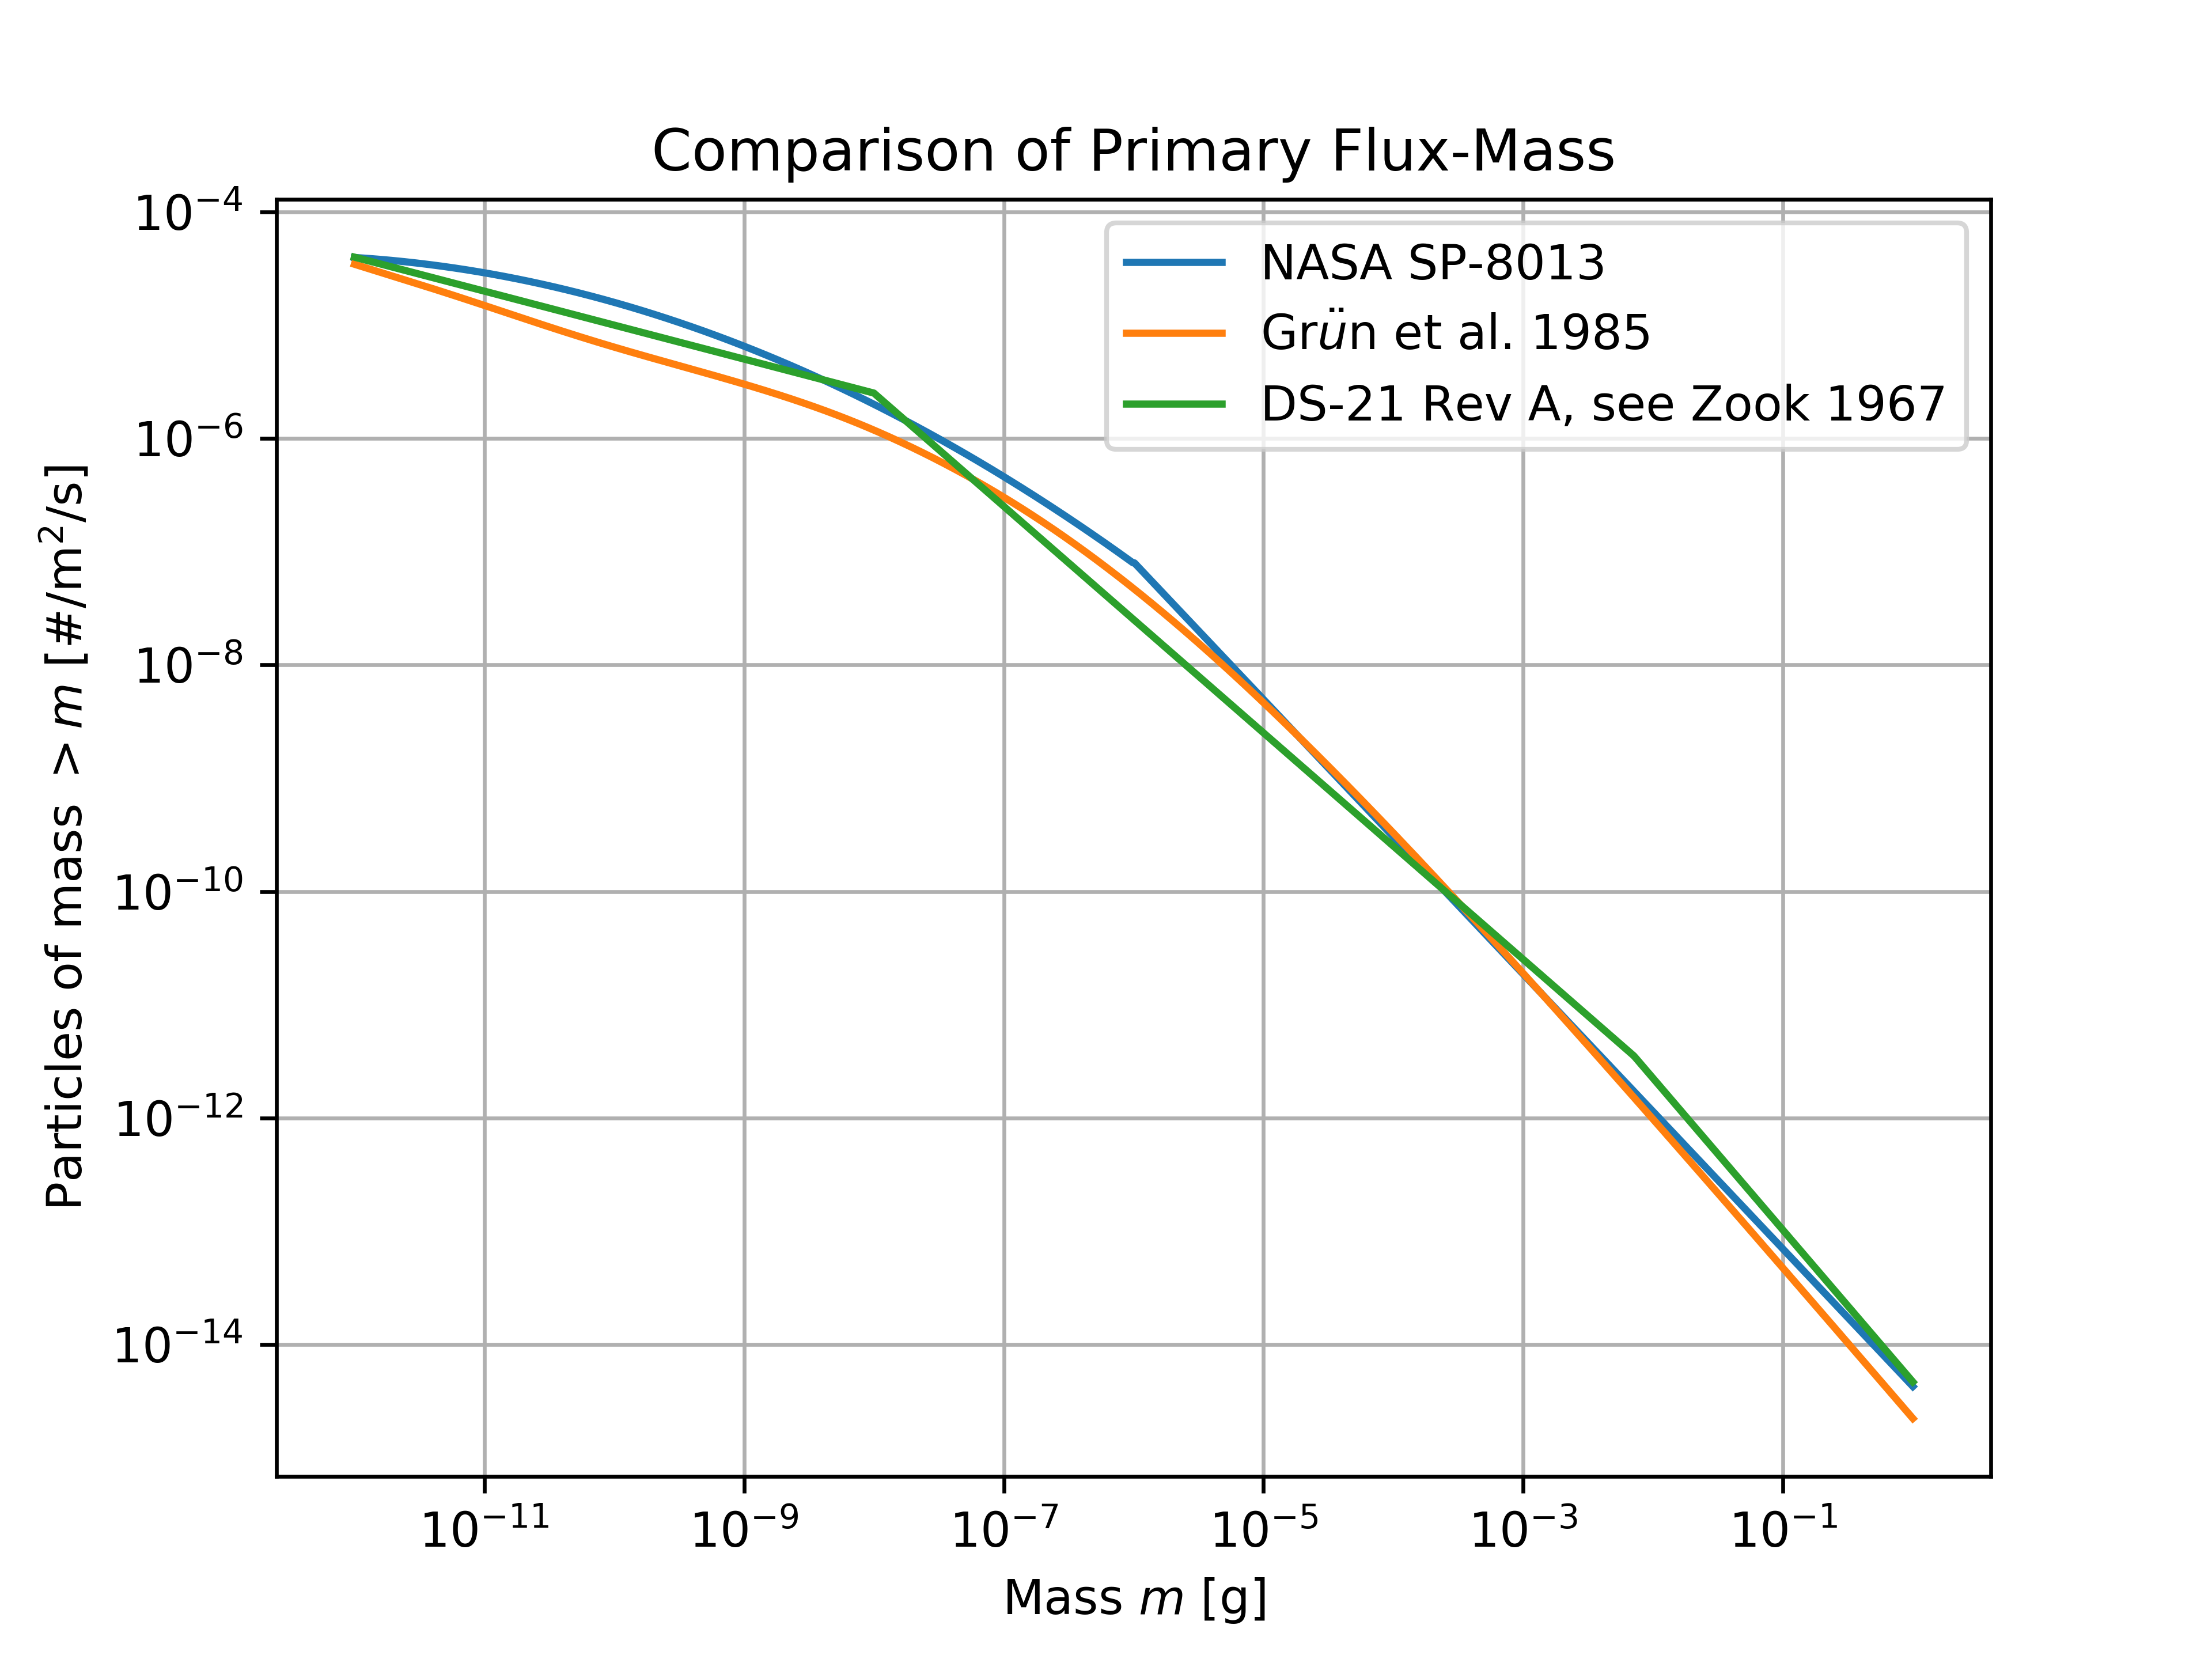 Comparison of Primary Flux-Mass
NASA SP-8013
Grün et al. 1985
DS-21 Rev A, see Zook 1967
Particles of mass > m [#/m²/s]
10⁻⁴
10⁻⁶
10⁻⁸
10⁻¹⁰
10⁻¹²
10⁻¹⁴
10⁻¹¹ 10⁻⁹ 10⁻⁷ 10⁻⁵ 10⁻³ 10⁻¹
Mass m [g]